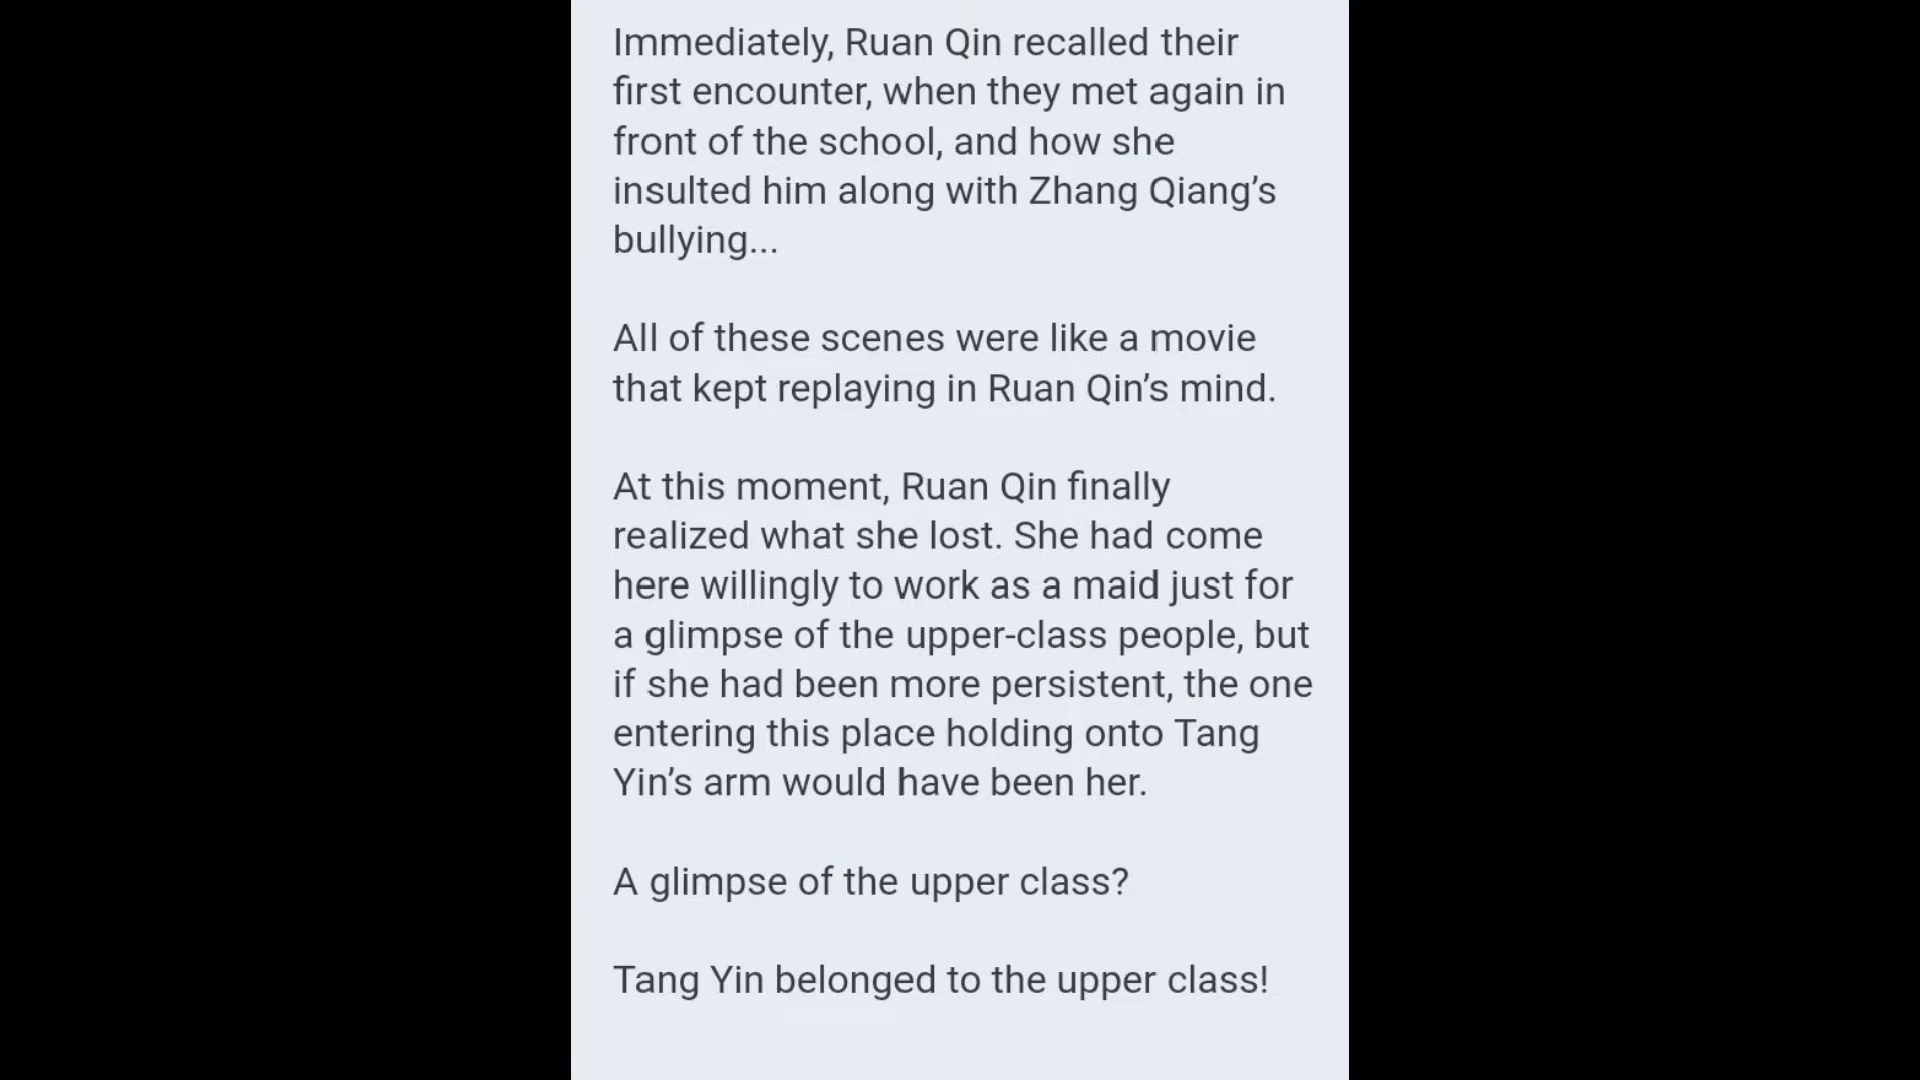 Immediately, Ruan Qin recalled their
first encounter, when they met again in
front of the school, and how she
insulted him along with Zhang Qiang’s
bullying...
All of these scenes were like a movie
that kept replaying in Ruan Qin’s mind.
At this moment, Ruan Qin finally
realized what she lost. She had come
here willingly to work as a maid just for
a glimpse of the upper-class people, but
if she had been more persistent, the one
entering this place holding onto Tang
Yin’s arm would have been her.
A glimpse of the upper class?
Tang Yin belonged to the upper class!